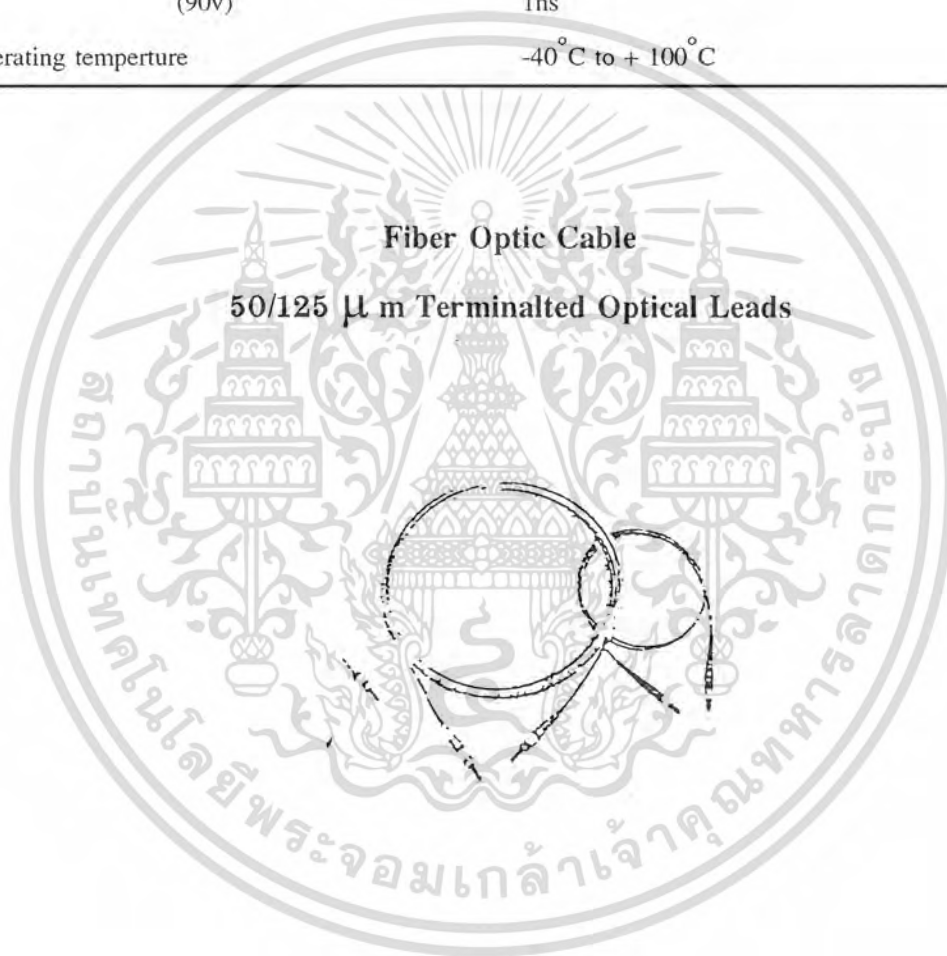 (90v) 1ns
erating temperture -40°C to + 100°C
Fiber Optic Cable
50/125 μ m Terminalted Optical Leads
สถาบันเทคโนโลยีพระจอมเกล้าเจ้าคุณทหารลาดกระบัง